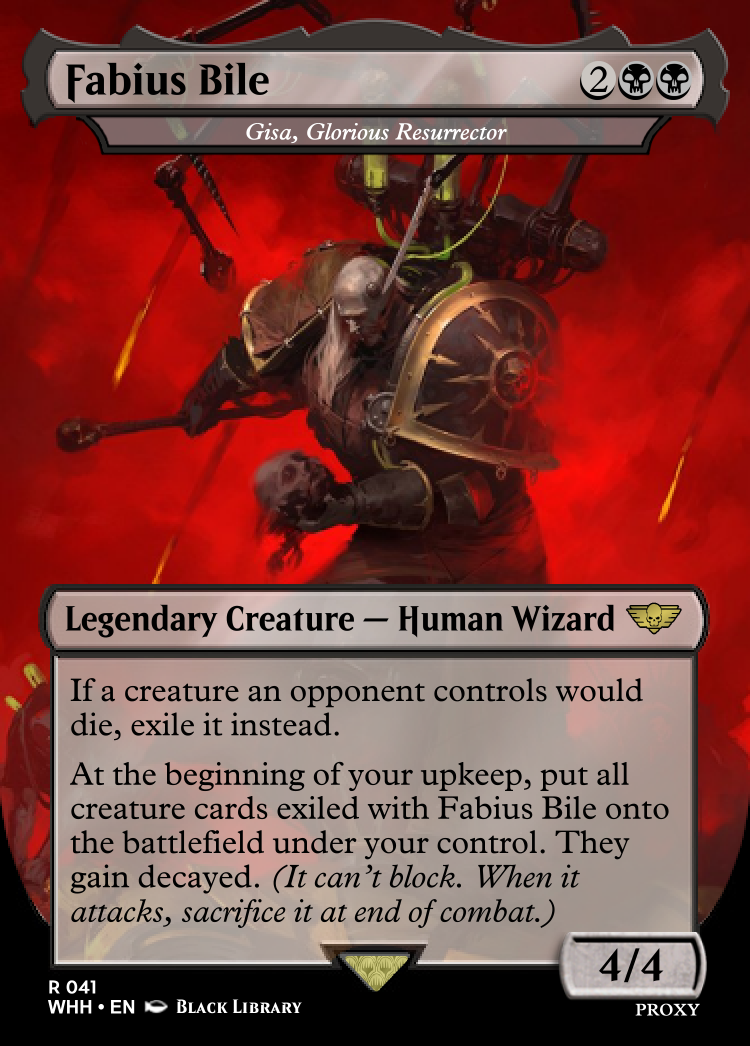 Fabius Bile 2
Gisa, Glorious Resurrector
Legendary Creature — Human Wizard
If a creature an opponent controls would
die, exile it instead.
At the beginning of your upkeep, put all
creature cards exiled with Fabius Bile onto
the battlefield under your control. They
gain decayed. (It can't block. When it
attacks, sacrifice it at end of combat.)
4/4
R 041
WHH • EN BLACK LIBRARY
PROXY